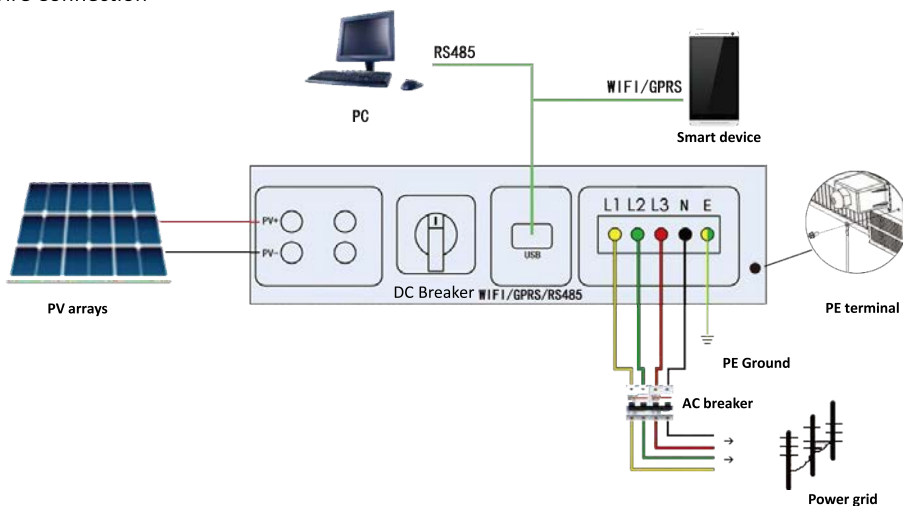 RS485
WIFI/GPRS
PC
Smart device
L1 L2 L3 N E
PV+
PV-
USB
DC Breaker
WIFI/GPRS/RS485
PV arrays
PE terminal
PE Ground
AC breaker
→
→
Power grid